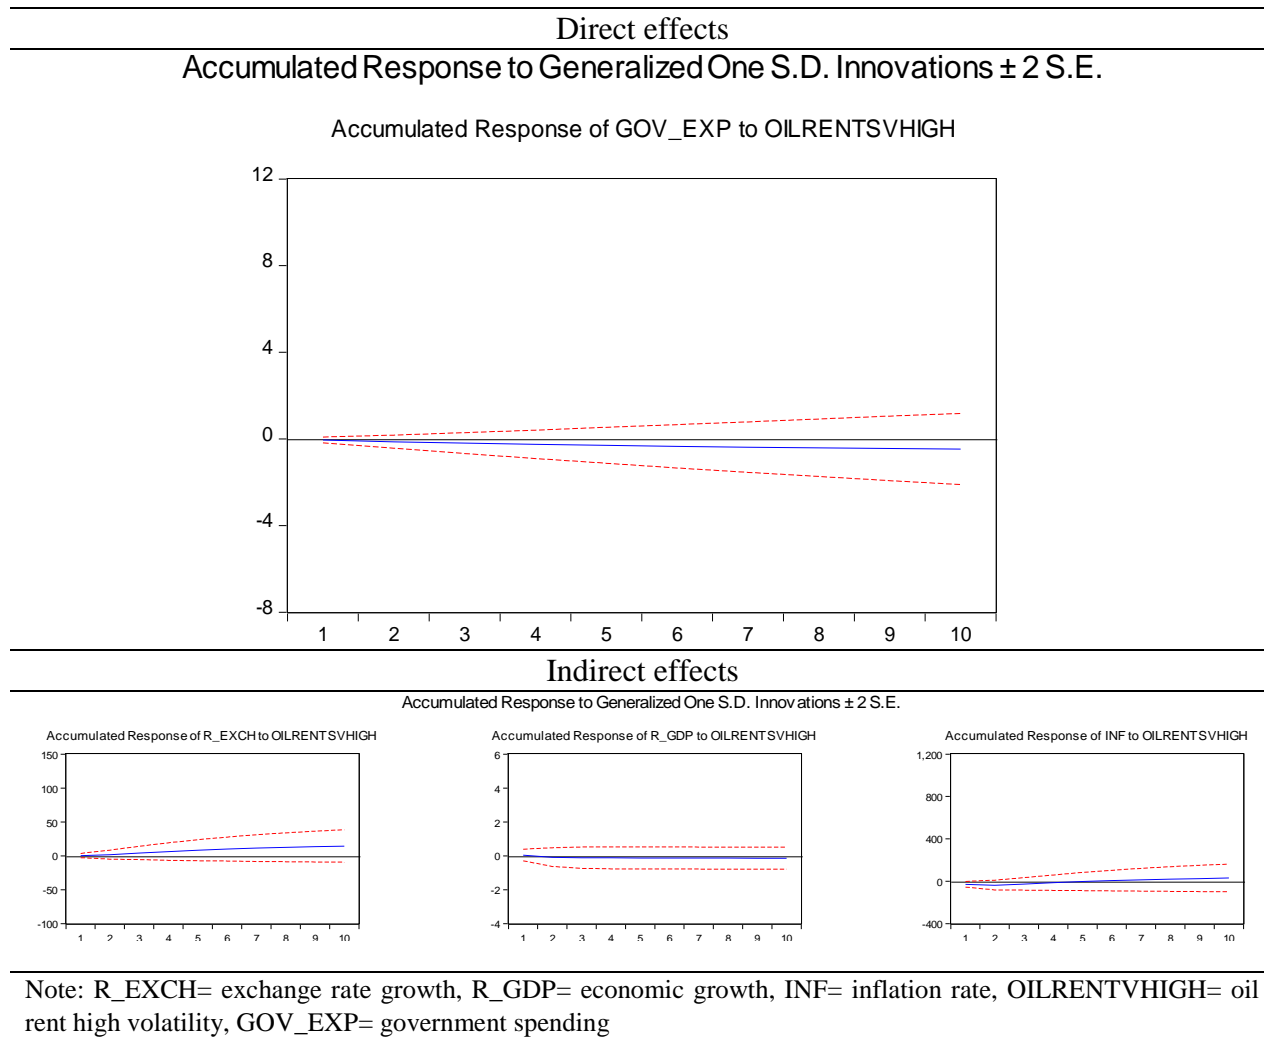 Direct effects
Accumulated Response to Generalized One S.D. Innovations ± 2 S.E.
Accumulated Response of GOV_EXP to OILRENTSVHIGH
12
8
4
0
-4
-8
1 2 3 4 5 6 7 8 9 10
Indirect effects
Accumulated Response to Generalized One S.D. Innovations ± 2 S.E.
Accumulated Response of R_EXCH to OILRENTSVHIGH
150
100
50
0
-50
-100
1 2 3 4 5 6 7 8 9 10
Accumulated Response of R_GDP to OILRENTSVHIGH
6
4
2
0
-2
-4
1 2 3 4 5 6 7 8 9 10
Accumulated Response of INF to OILRENTSVHIGH
1,200
800
400
0
-400
1 2 3 4 5 6 7 8 9 10
Note: R_EXCH= exchange rate growth, R_GDP= economic growth, INF= inflation rate, OILRENTVHIGH= oil
rent high volatility, GOV_EXP= government spending